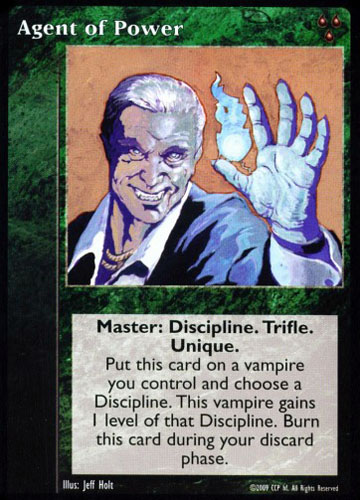 Agent of Power
Master: Discipline. Trifle.
Unique.
Put this card on a vampire
you control and choose a
Discipline. This vampire gains
1 level of that Discipline. Burn
this card during your discard
phase.
Illus: Jeff Holt
©2009 CCP hf. All Rights Reserved